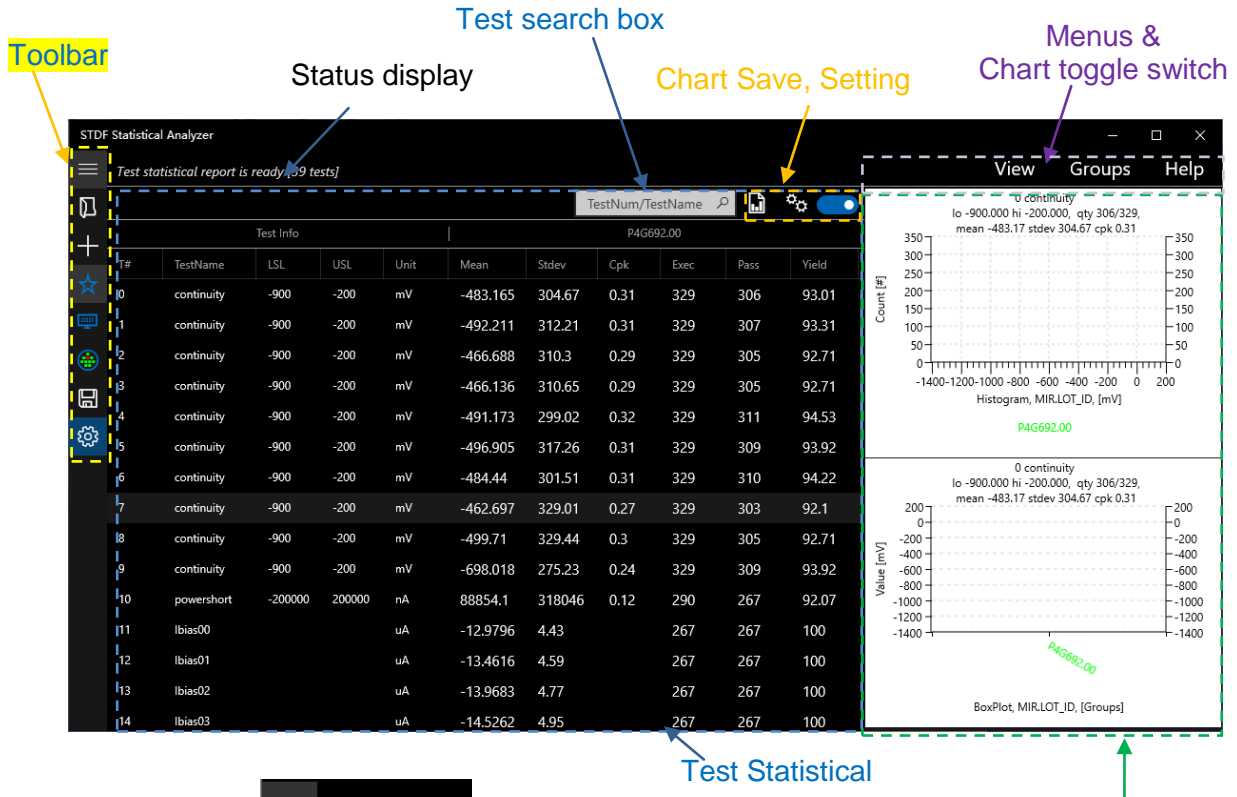 Test search box
Toolbar
Menus &
Chart toggle switch
Status display
Chart Save, Setting
STDF Statistical Analyzer
Test statistical report is ready [39 tests]
View Groups Help
TestNum/TestName
Test Info P4G692.00
T# TestName LSL USL Unit Mean Stdev Cpk Exec Pass Yield
0 continuity -900 -200 mV -483.165 304.67 0.31 329 306 93.01
1 continuity -900 -200 mV -492.211 312.21 0.31 329 307 93.31
2 continuity -900 -200 mV -466.688 310.3 0.29 329 305 92.71
3 continuity -900 -200 mV -466.136 310.65 0.29 329 305 92.71
4 continuity -900 -200 mV -491.173 299.02 0.32 329 311 94.53
5 continuity -900 -200 mV -496.905 317.26 0.31 329 309 93.92
6 continuity -900 -200 mV -484.44 301.51 0.31 329 310 94.22
7 continuity -900 -200 mV -462.697 329.01 0.27 329 303 92.1
8 continuity -900 -200 mV -499.71 329.44 0.3 329 305 92.71
9 continuity -900 -200 mV -698.018 275.23 0.24 329 309 93.92
10 powershort -200000 200000 nA 88854.1 318046 0.12 290 267 92.07
11 Ibias00 uA -12.9796 4.43 267 267 100
12 Ibias01 uA -13.4616 4.59 267 267 100
13 Ibias02 uA -13.9683 4.77 267 267 100
14 Ibias03 uA -14.5262 4.95 267 267 100
0 continuity
lo -900.000 hi -200.000, qty 306/329,
mean -483.17 stdev 304.67 cpk 0.31
Count [#]
350 350
300 300
250 250
200 200
150 150
100 100
50 50
0 0
-1400 -1200 -1000 -800 -600 -400 -200 0 200
Histogram, MIR.LOT_ID, [mV]
P4G692.00
0 continuity
lo -900.000 hi -200.000, qty 306/329,
mean -483.17 stdev 304.67 cpk 0.31
Value [mV]
200 200
0 0
-200 -200
-400 -400
-600 -600
-800 -800
-1000 -1000
-1200 -1200
-1400 -1400
P4G692.00
BoxPlot, MIR.LOT_ID, [Groups]
Test Statistical